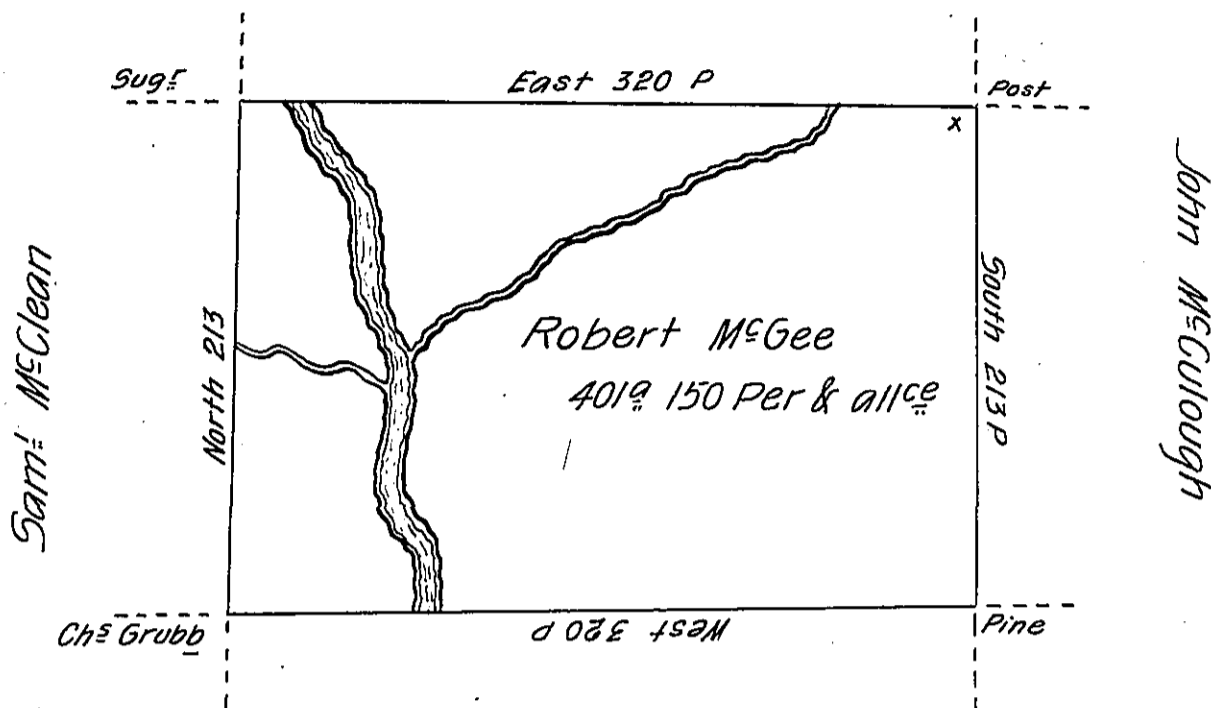 Sugr
East 320 P
Post
x
John McCulough
South 213 P
Robert McGee
401a 150 Per & allce
Saml McClean
North 213
Chs Grubb
West 320 P
Pine